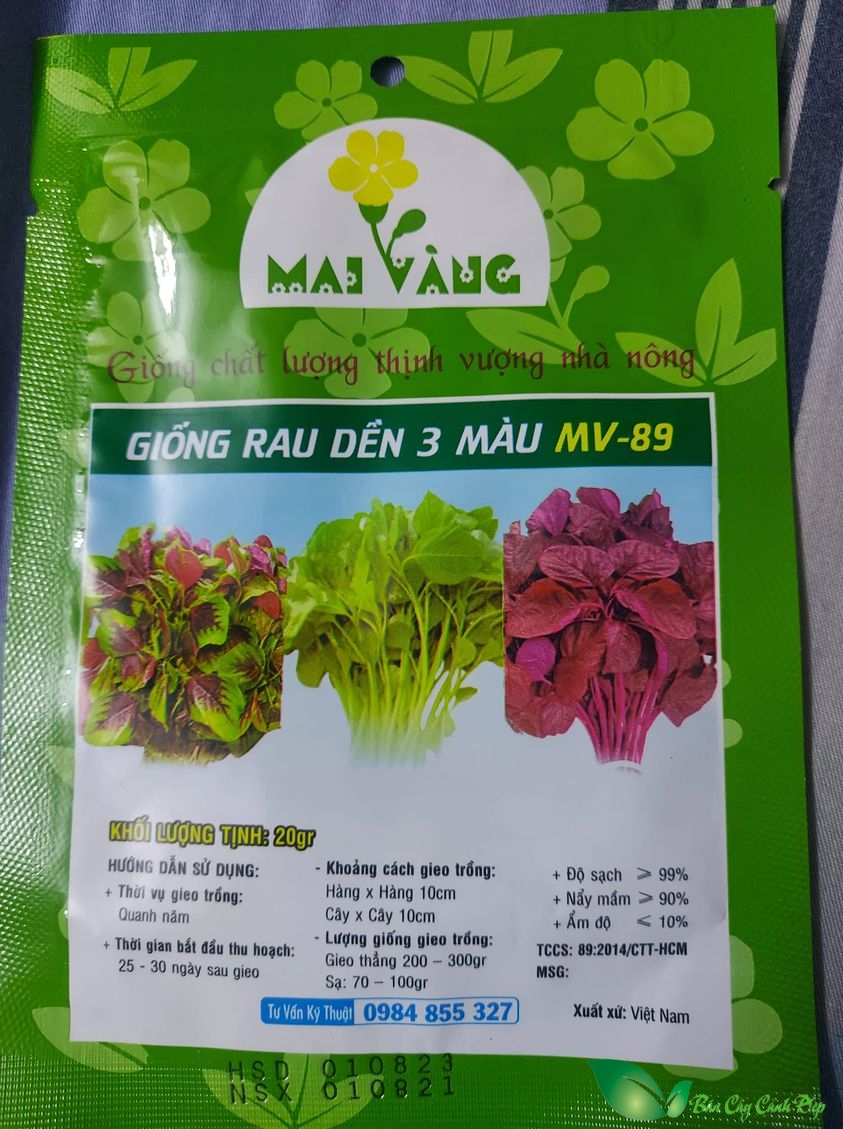 MAI VÀNG
Giống chất lượng thịnh vượng nhà nông
GIỐNG RAU DỀN 3 MÀU MV-89
KHỐI LƯỢNG TỊNH: 20gr
HƯỚNG DẪN SỬ DỤNG:
+ Thời vụ gieo trồng:
Quanh năm
+ Thời gian bắt đầu thu hoạch:
25 - 30 ngày sau gieo
- Khoảng cách gieo trồng:
Hàng x Hàng 10cm
Cây x Cây 10cm
- Lượng giống gieo trồng:
Gieo thẳng 200 – 300gr
Sạ: 70 – 100gr
+ Độ sạch ⩾ 99%
+ Nẩy mầm ⩾ 90%
+ Ẩm độ ⩽ 10%
TCCS: 89:2014/CTT-HCM
MSG:
Tư Vấn Kỹ Thuật 0984 855 327
Xuất xứ: Việt Nam
HSD 010823
NSX 010821
Bán Cây Cảnh Đẹp